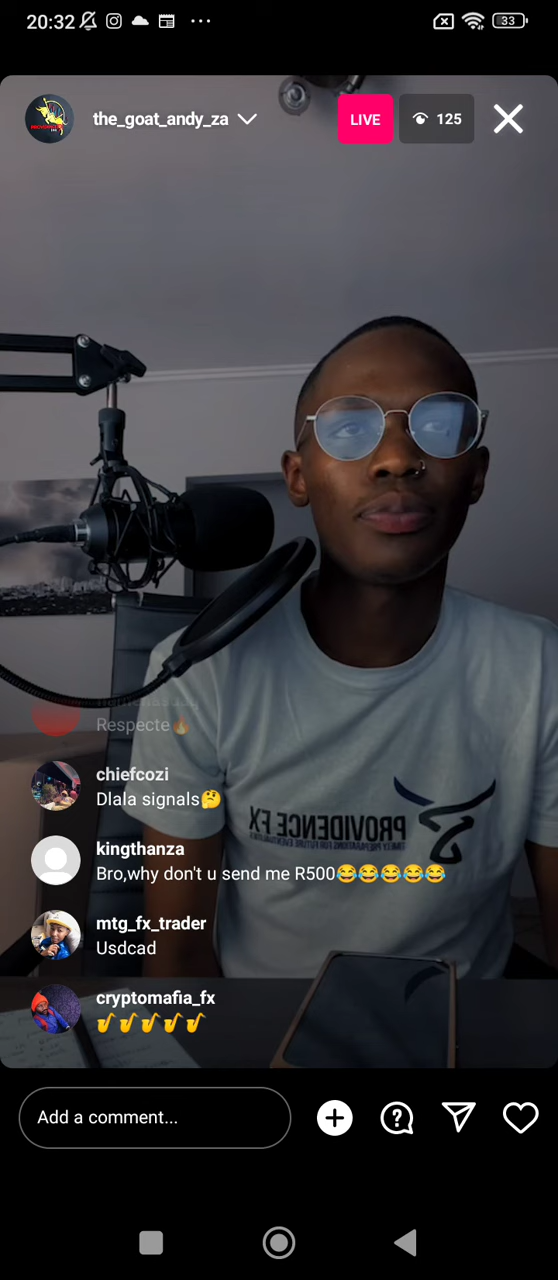 20:32
33
the_goat_andy_za
LIVE
125
Respecte🔥
chiefcozi
Dlala signals🤔
kingthanza
Bro,why don't u send me R500😂😂😂😂😂
mtg_fx_trader
Usdcad
cryptomafia_fx
🎷🎷🎷🎷🎷
PROVIDENCE FX
Add a comment...